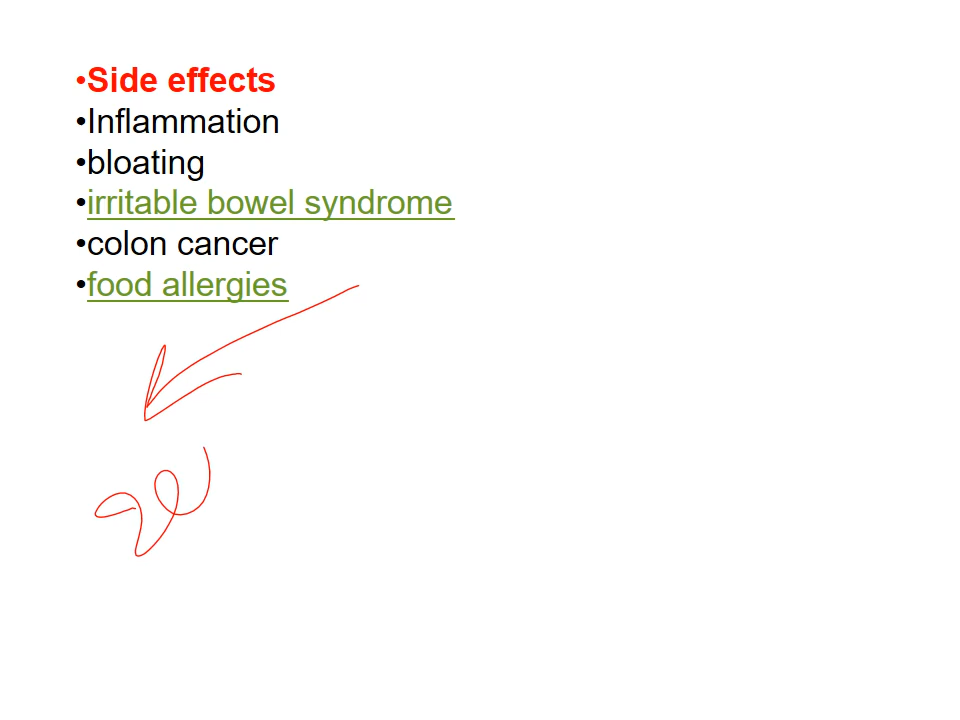 •Side effects
•Inflammation
•bloating
•irritable bowel syndrome
•colon cancer
•food allergies